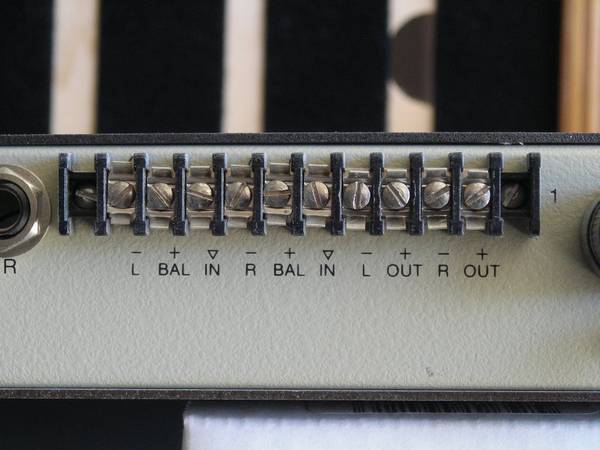 1
R
− + ▽ − + ▽ − + − +
L BAL IN R BAL IN L OUT R OUT